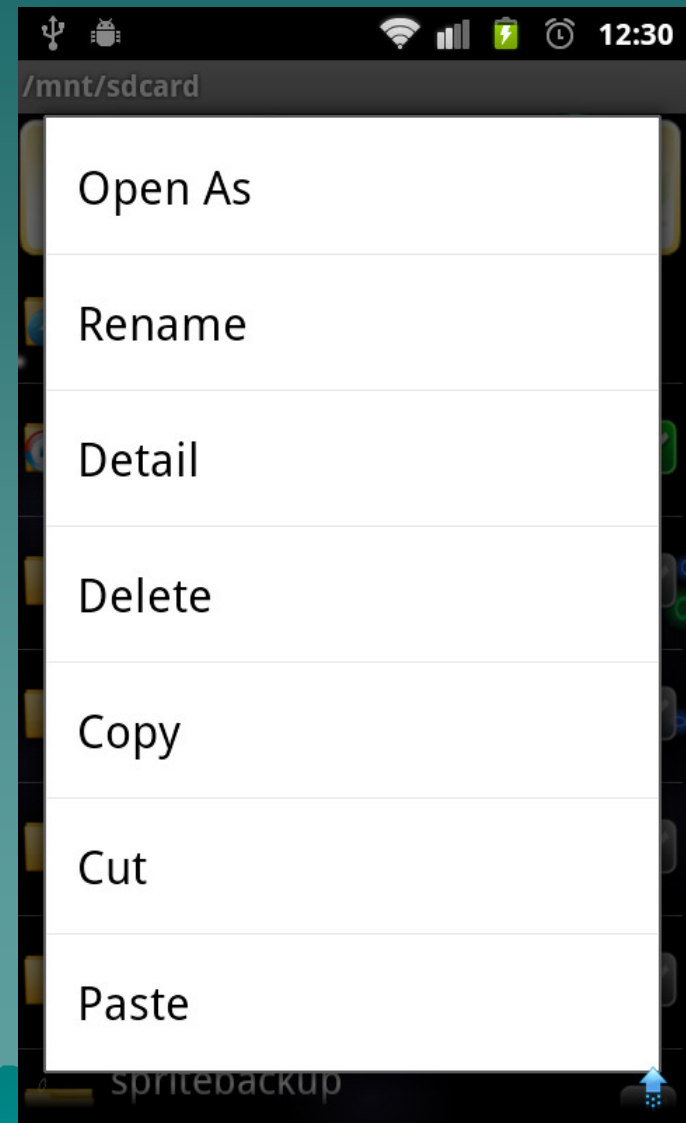 12:30
/mnt/sdcard
Open As
Rename
Detail
Delete
Copy
Cut
Paste
spritebackup